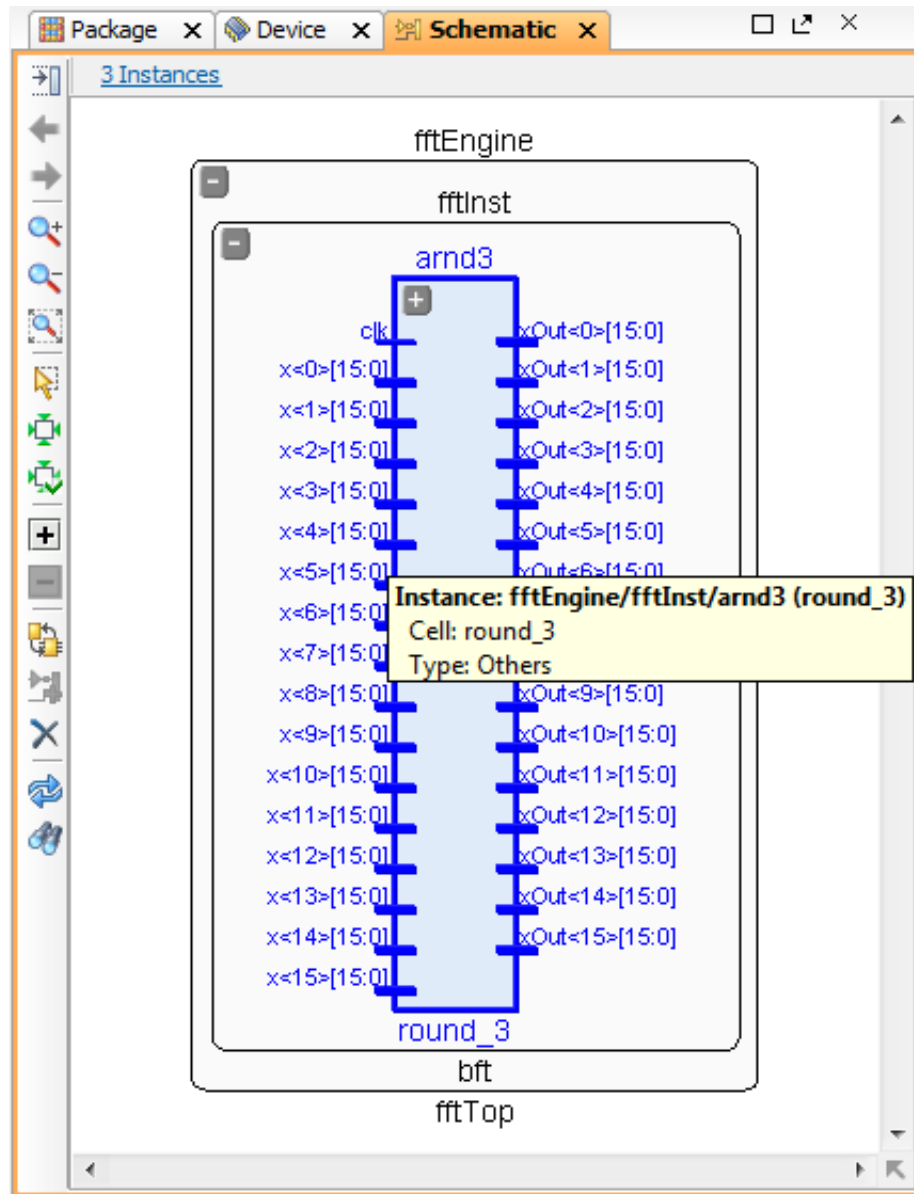 Package Device Schematic
3 Instances
fftEngine
fftInst
arnd3
clk xOut<0>[15:0]
x<0>[15:0] xOut<1>[15:0]
x<1>[15:0] xOut<2>[15:0]
x<2>[15:0] xOut<3>[15:0]
x<3>[15:0] xOut<4>[15:0]
x<4>[15:0] xOut<5>[15:0]
x<5>[15:0] xOut<6>[15:0]
Instance: fftEngine/fftInst/arnd3 (round_3)
x<6>[15:0] Cell: round_3
x<7>[15:0] Type: Others
x<8>[15:0] xOut<9>[15:0]
x<9>[15:0] xOut<10>[15:0]
x<10>[15:0] xOut<11>[15:0]
x<11>[15:0] xOut<12>[15:0]
x<12>[15:0] xOut<13>[15:0]
x<13>[15:0] xOut<14>[15:0]
x<14>[15:0] xOut<15>[15:0]
x<15>[15:0]
round_3
bft
fftTop